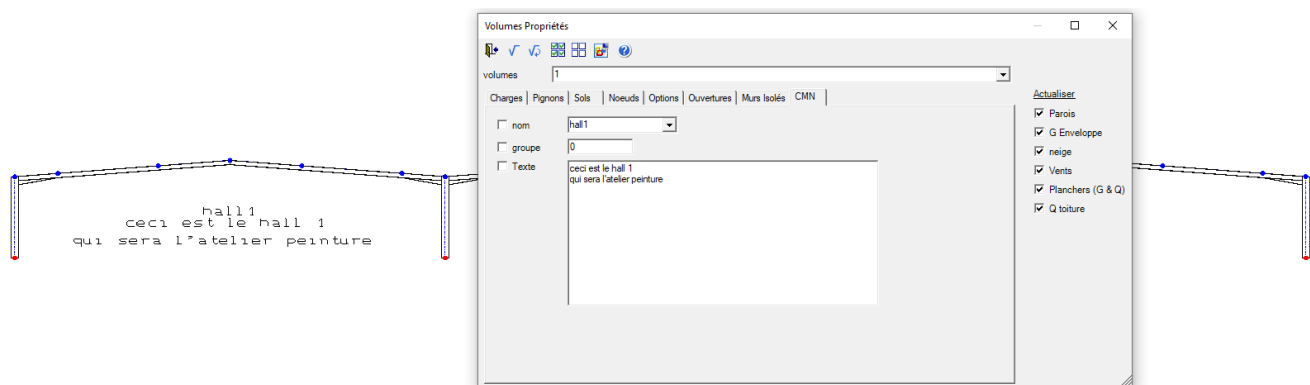 Volumes Propriétés
volumes
1
Charges
Pignons
Sols
Noeuds
Options
Ouvertures
Murs Isolés
CMN
nom
hall1
groupe
0
Texte
ceci est le hall 1
qui sera l'atelier peinture
Actualiser
Parois
G Enveloppe
neige
Vents
Planchers (G & Q)
Q toiture
hall1
ceci est le hall 1
qui sera l"atelier peinture